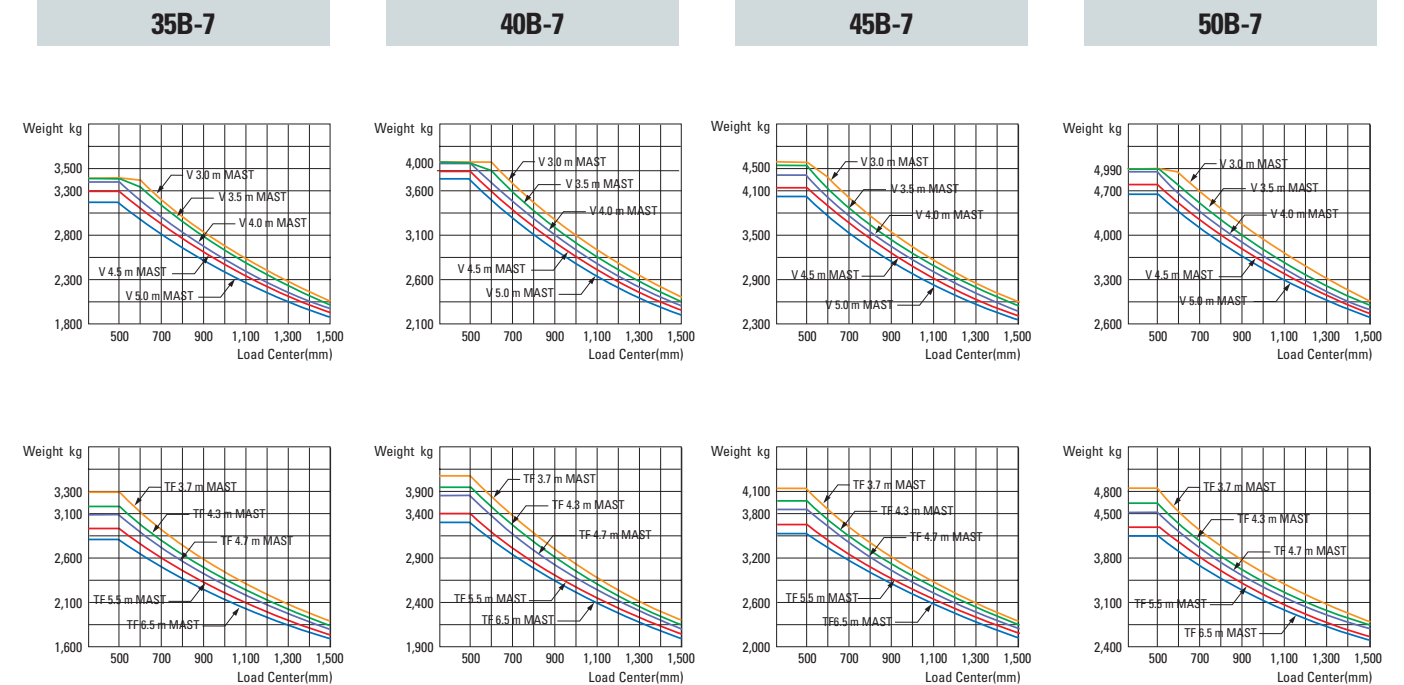 35B-7
40B-7
45B-7
50B-7
Weight kg
3,500
3,300
2,800
2,300
1,800
V 3.0 m MAST
V 3.5 m MAST
V 4.0 m MAST
V 4.5 m MAST
V 5.0 m MAST
500 700 900 1,100 1,300 1,500
Load Center(mm)
Weight kg
4,000
3,600
3,100
2,600
2,100
V 3.0 m MAST
V 3.5 m MAST
V 4.0 m MAST
V 4.5 m MAST
V 5.0 m MAST
500 700 900 1,100 1,300 1,500
Load Center(mm)
Weight kg
4,500
4,100
3,500
2,900
2,300
V 3.0 m MAST
V 3.5 m MAST
V 4.0 m MAST
V 4.5 m MAST
V 5.0 m MAST
500 700 900 1,100 1,300 1,500
Load Center(mm)
Weight kg
4,990
4,700
4,000
3,300
2,600
V 3.0 m MAST
V 3.5 m MAST
V 4.0 m MAST
V 4.5 m MAST
V 5.0 m MAST
500 700 900 1,100 1,300 1,500
Load Center(mm)
Weight kg
3,300
3,100
2,600
2,100
1,600
TF 3.7 m MAST
TF 4.3 m MAST
TF 4.7 m MAST
TF 5.5 m MAST
TF 6.5 m MAST
500 700 900 1,100 1,300 1,500
Load Center(mm)
Weight kg
3,900
3,400
2,900
2,400
1,900
TF 3.7 m MAST
TF 4.3 m MAST
TF 4.7 m MAST
TF 5.5 m MAST
TF 6.5 m MAST
500 700 900 1,100 1,300 1,500
Load Center(mm)
Weight kg
4,100
3,800
3,200
2,600
2,000
TF 3.7 m MAST
TF 4.3 m MAST
TF 4.7 m MAST
TF 5.5 m MAST
TF6.5 m MAST
500 700 900 1,100 1,300 1,500
Load Center(mm)
Weight kg
4,800
4,500
3,800
3,100
2,400
TF 3.7 m MAST
TF 4.3 m MAST
TF 4.7 m MAST
TF 5.5 m MAST
TF 6.5 m MAST
500 700 900 1,100 1,300 1,500
Load Center(mm)